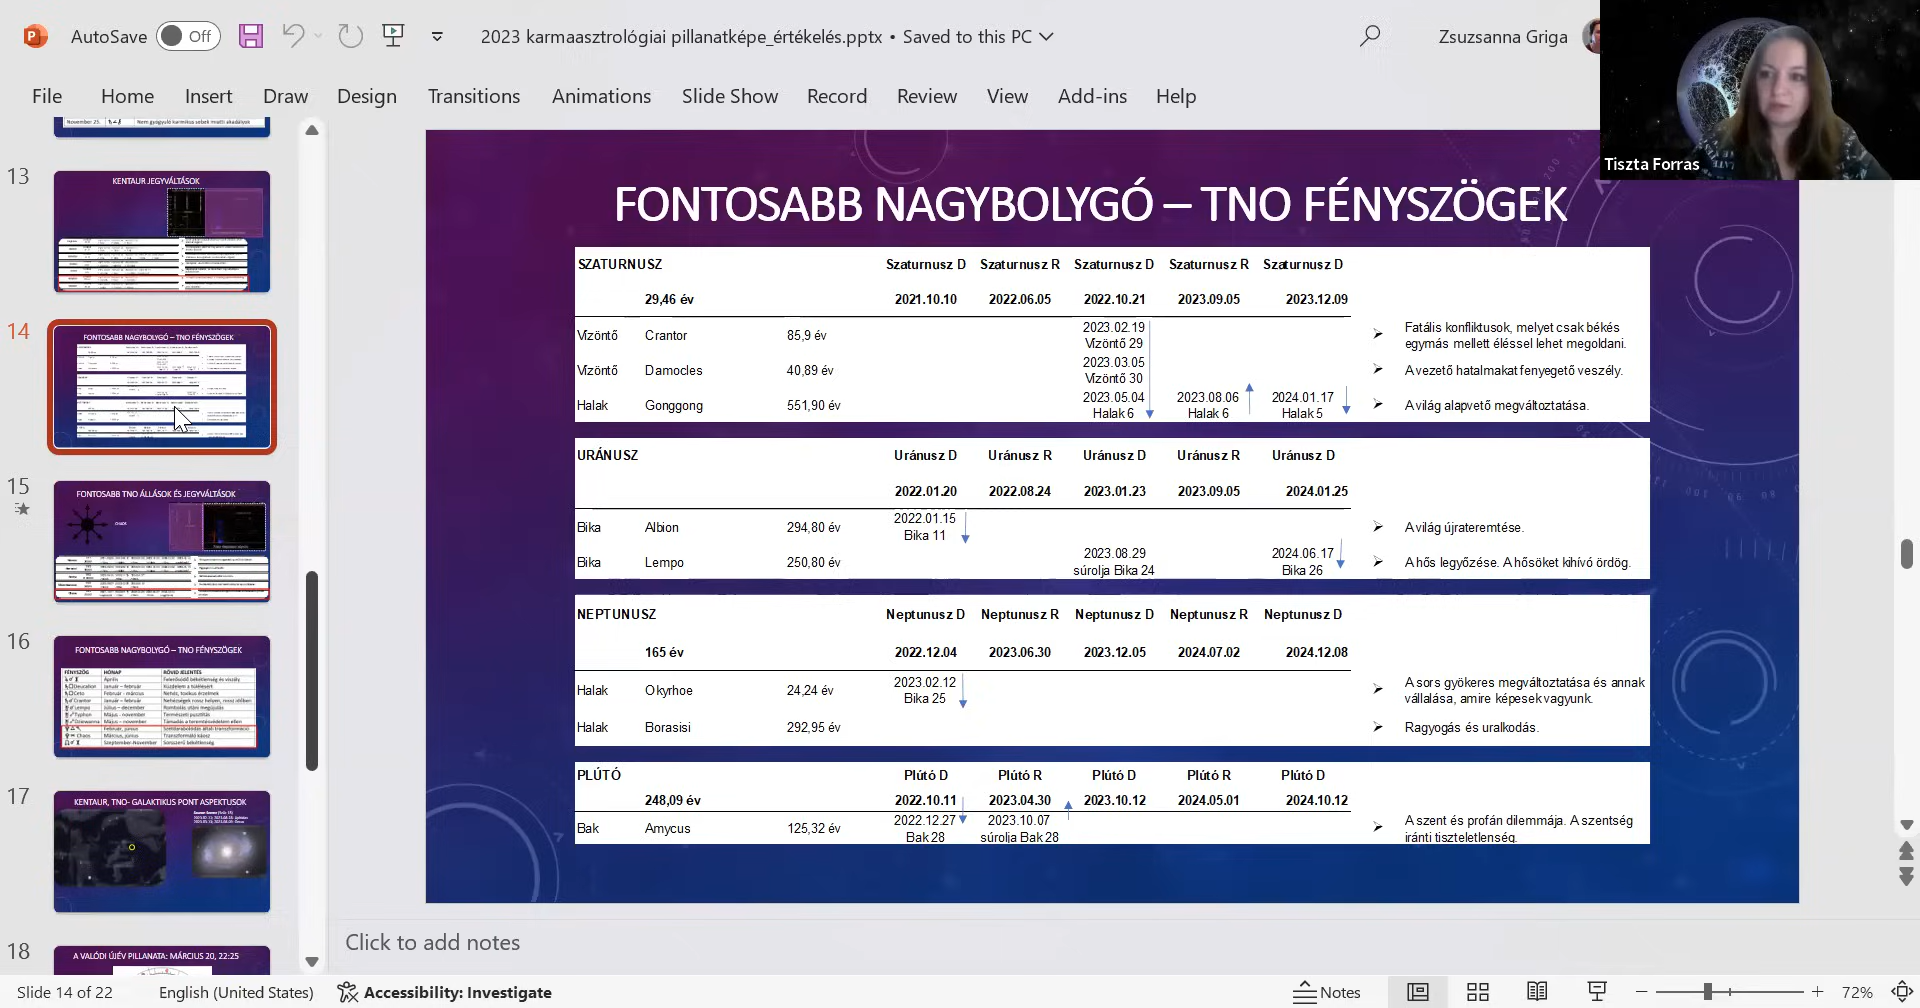 AutoSave Off 2023 karmaasztrológiai pillanatképe_értékelés.pptx • Saved to this PC Zsuzsanna Griga
File Home Insert Draw Design Transitions Animations Slide Show Record Review View Add-ins Help
Tiszta Forras
13
KENTAUR JEGYVÁLTÁSOK
14
FONTOSABB NAGYBOLYGÓ – TNO FÉNYSZÖGEK
15
FONTOSABB TNO ÁLLÁSOK ÉS JEGYVÁLTÁSOK
16
FONTOSABB NAGYBOLYGÓ – TNO FÉNYSZÖGEK
17
KENTAUR, TNO- GALAKTIKUS PONT ASPEKTUSOK
18
A VALÓDI ÚJÉV PILLANATA: MÁRCIUS 20, 22:25
FONTOSABB NAGYBOLYGÓ – TNO FÉNYSZÖGEK
SZATURNUSZ Szaturnusz D Szaturnusz R Szaturnusz D Szaturnusz R Szaturnusz D
29,46 év 2021.10.10 2022.06.05 2022.10.21 2023.09.05 2023.12.09
Vízöntő Crantor 85,9 év 2023.02.19 Vízöntő 29 ➢ Fatális konfliktusok, melyet csak békés egymás mellett éléssel lehet megoldani.
Vízöntő Damocles 40,89 év 2023.03.05 Vízöntő 30 ➢ A vezető hatalmakat fenyegető veszély.
Halak Gonggong 551,90 év 2023.05.04 Halak 6 2023.08.06 Halak 6 2024.01.17 Halak 5 ➢ A világ alapvető megváltoztatása.
URÁNUSZ Uránusz D Uránusz R Uránusz D Uránusz R Uránusz D
2022.01.20 2022.08.24 2023.01.23 2023.09.05 2024.01.25
Bika Albion 294,80 év 2022.01.15 Bika 11 ➢ A világ újrateremtése.
Bika Lempo 250,80 év 2023.08.29 súrolja Bika 24 2024.06.17 Bika 26 ➢ A hős legyőzése. A hősöket kihívó ördög.
NEPTUNUSZ Neptunusz D Neptunusz R Neptunusz D Neptunusz R Neptunusz D
165 év 2022.12.04 2023.06.30 2023.12.05 2024.07.02 2024.12.08
Halak Okyrhoe 24,24 év 2023.02.12 Bika 25 ➢ A sors gyökeres megváltoztatása és annak vállalása, amire képesek vagyunk.
Halak Borasisi 292,95 év ➢ Ragyogás és uralkodás.
PLÚTÓ Plútó D Plútó R Plútó D Plútó R Plútó D
248,09 év 2022.10.11 2023.04.30 2023.10.12 2024.05.01 2024.10.12
Bak Amycus 125,32 év 2022.12.27 Bak 28 2023.10.07 súrolja Bak 28 ➢ A szent és profán dilemmája. A szentség iránti tiszteletlenség.
Click to add notes
Slide 14 of 22 English (United States) Accessibility: Investigate Notes 72%